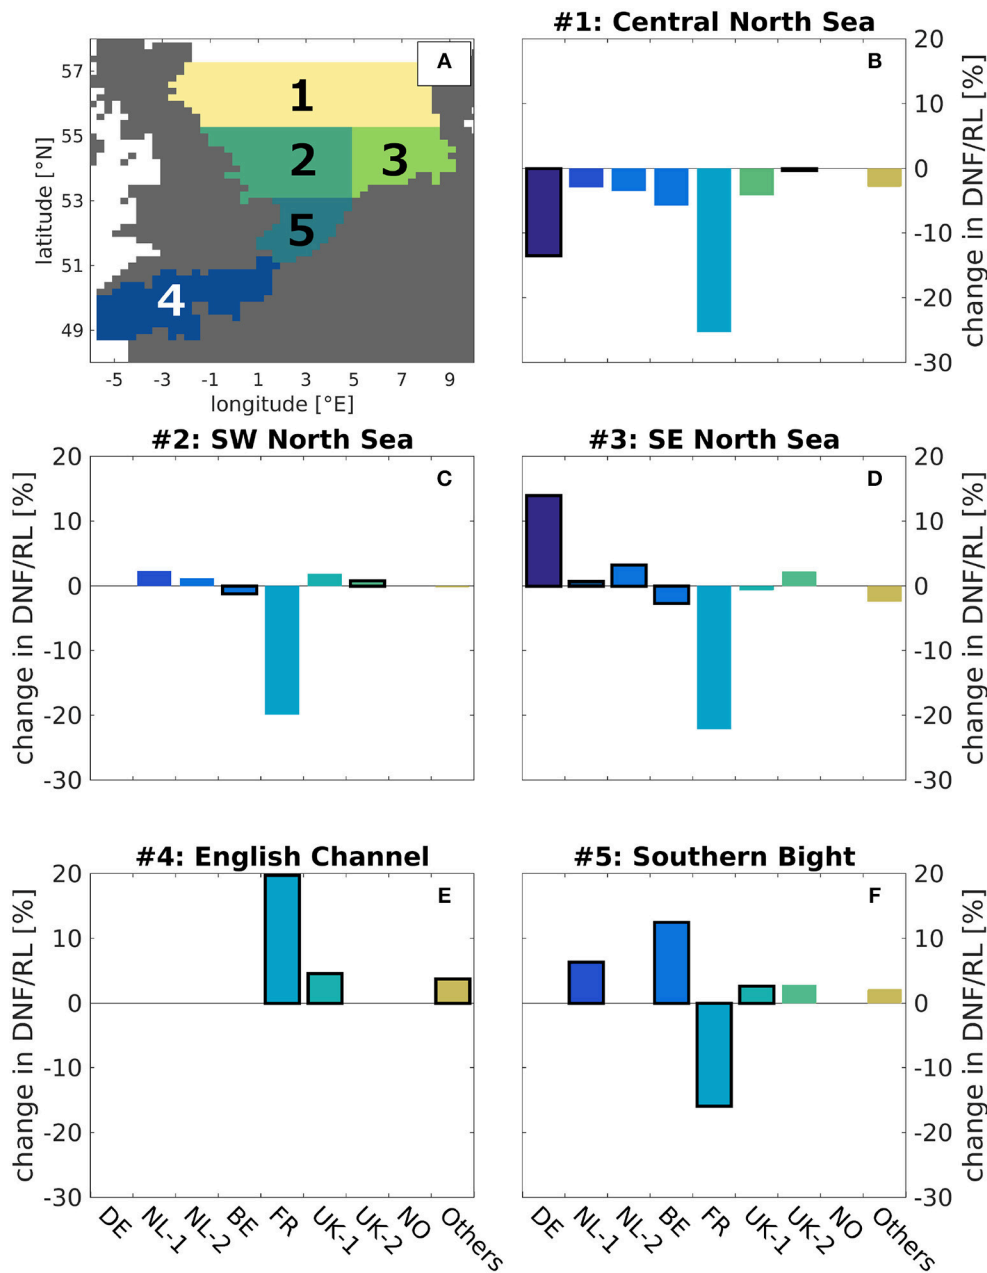 #1: Central North Sea
A
57
55
53
51
49
latitude [°N]
1
2
3
5
4
-5 -3 -1 1 3 5 7 9
longitude [°E]
B
20
10
0
-10
-20
-30
change in DNF/RL [%]
#2: SW North Sea
C
20
10
0
-10
-20
-30
change in DNF/RL [%]
#3: SE North Sea
D
20
10
0
-10
-20
-30
change in DNF/RL [%]
#4: English Channel
E
20
10
0
-10
-20
-30
change in DNF/RL [%]
DE NL-1 NL-2 BE FR UK-1 UK-2 NO Others
#5: Southern Bight
F
20
10
0
-10
-20
-30
change in DNF/RL [%]
DE NL-1 NL-2 BE FR UK-1 UK-2 NO Others